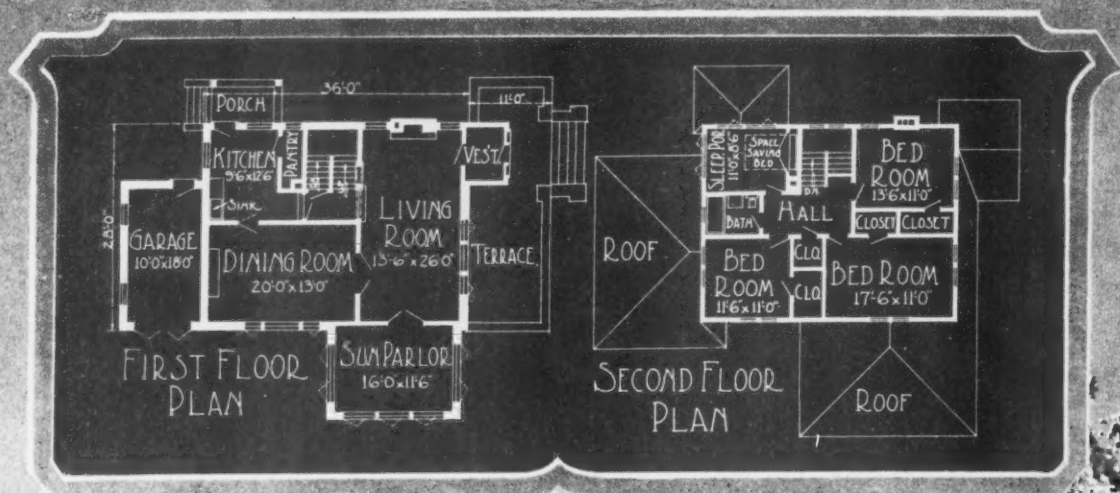 36'-0"
11'-0"
28'-0"
PORCH
KITCHEN
9'6"x12'6"
PANTRY
SINK
UP
VEST.
LIVING
ROOM
13'-6"x26'0"
GARAGE
10'0"x18'0"
DINING ROOM
20'-0"x13'0"
TERRACE
SUN PARLOR
16'0"x11'6"
FIRST FLOOR
PLAN
SLEEP. POR.
11'0"x8'6"
SPACE
SAVING
BED
DN
BED
ROOM
13'6"x11'-0"
BATH
HALL
CLOSET
CLOSET
ROOF
BED
ROOM
11'-6"x11'-0"
CLO
CLO
BED ROOM
17'-6"x11'0"
ROOF
SECOND FLOOR
PLAN